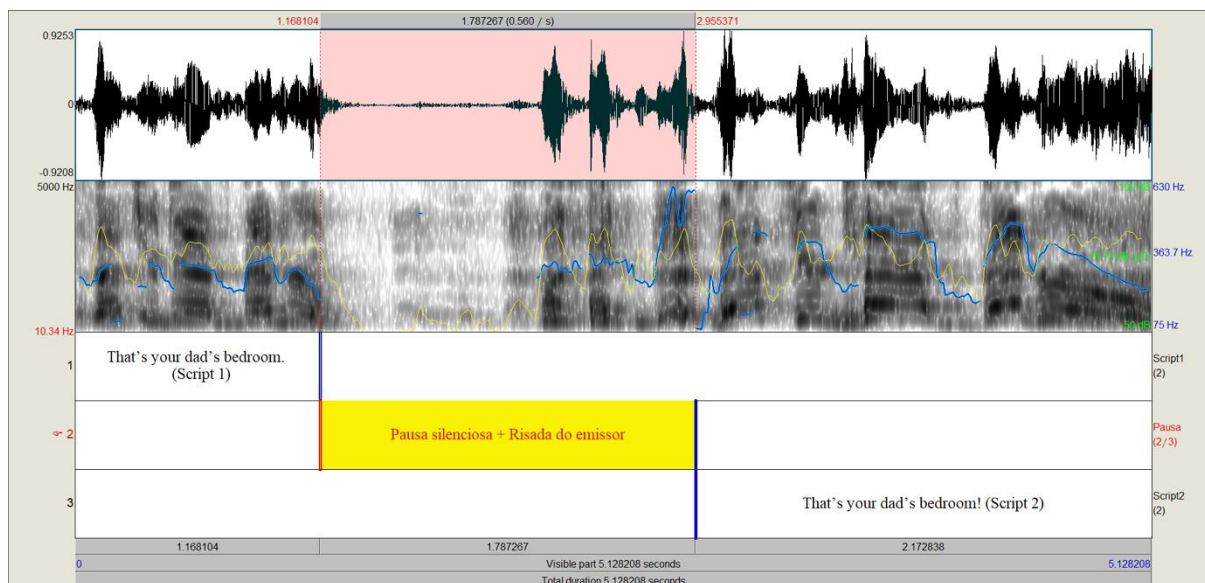 1.168104 1.787267 (0.560 / s) 2.955371
0.9253
0
-0.9208
5000 Hz 630 Hz
363.7 Hz
10.34 Hz 50 dB 75 Hz
1 That's your dad's bedroom. Script1
(Script 1) (2)
2 Pausa silenciosa + Risada do emissor Pausa
(2/3)
3 That's your dad's bedroom! (Script 2) Script2
(2)
1.168104 1.787267 2.172838
0 Visible part 5.128208 seconds 5.128208
Total duration 5.128208 seconds